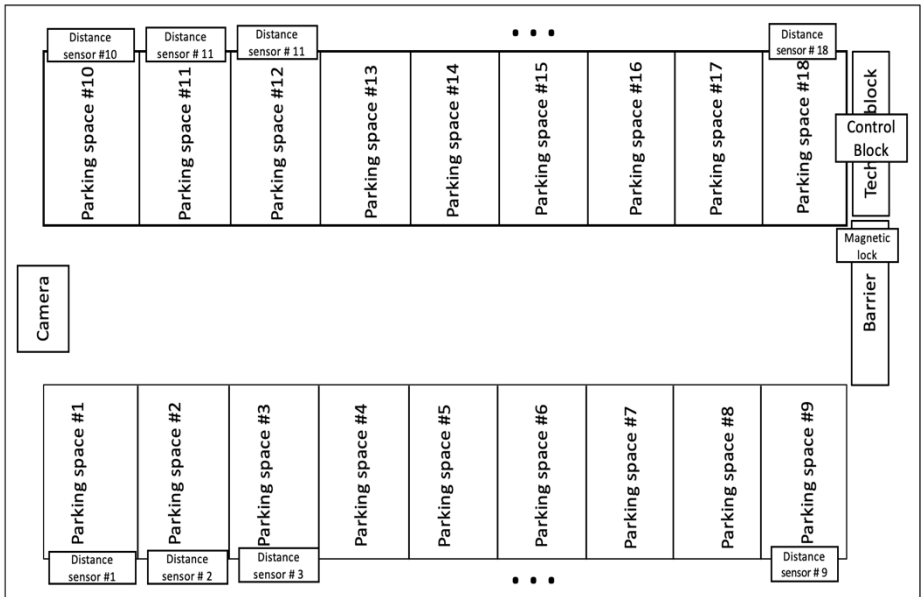 Distance
sensor #10
Distance
sensor # 11
Distance
sensor # 11
...
Distance
sensor # 18
Parking space #10
Parking space #11
Parking space #12
Parking space #13
Parking space #14
Parking space #15
Parking space #16
Parking space #17
Parking space #18
Tech block
Control
Block
Magnetic
lock
Camera
Barrier
Parking space #1
Parking space #2
Parking space #3
Parking space #4
Parking space #5
Parking space #6
Parking space #7
Parking space #8
Parking space #9
Distance
sensor #1
Distance
sensor # 2
Distance
sensor # 3
...
Distance
sensor # 9